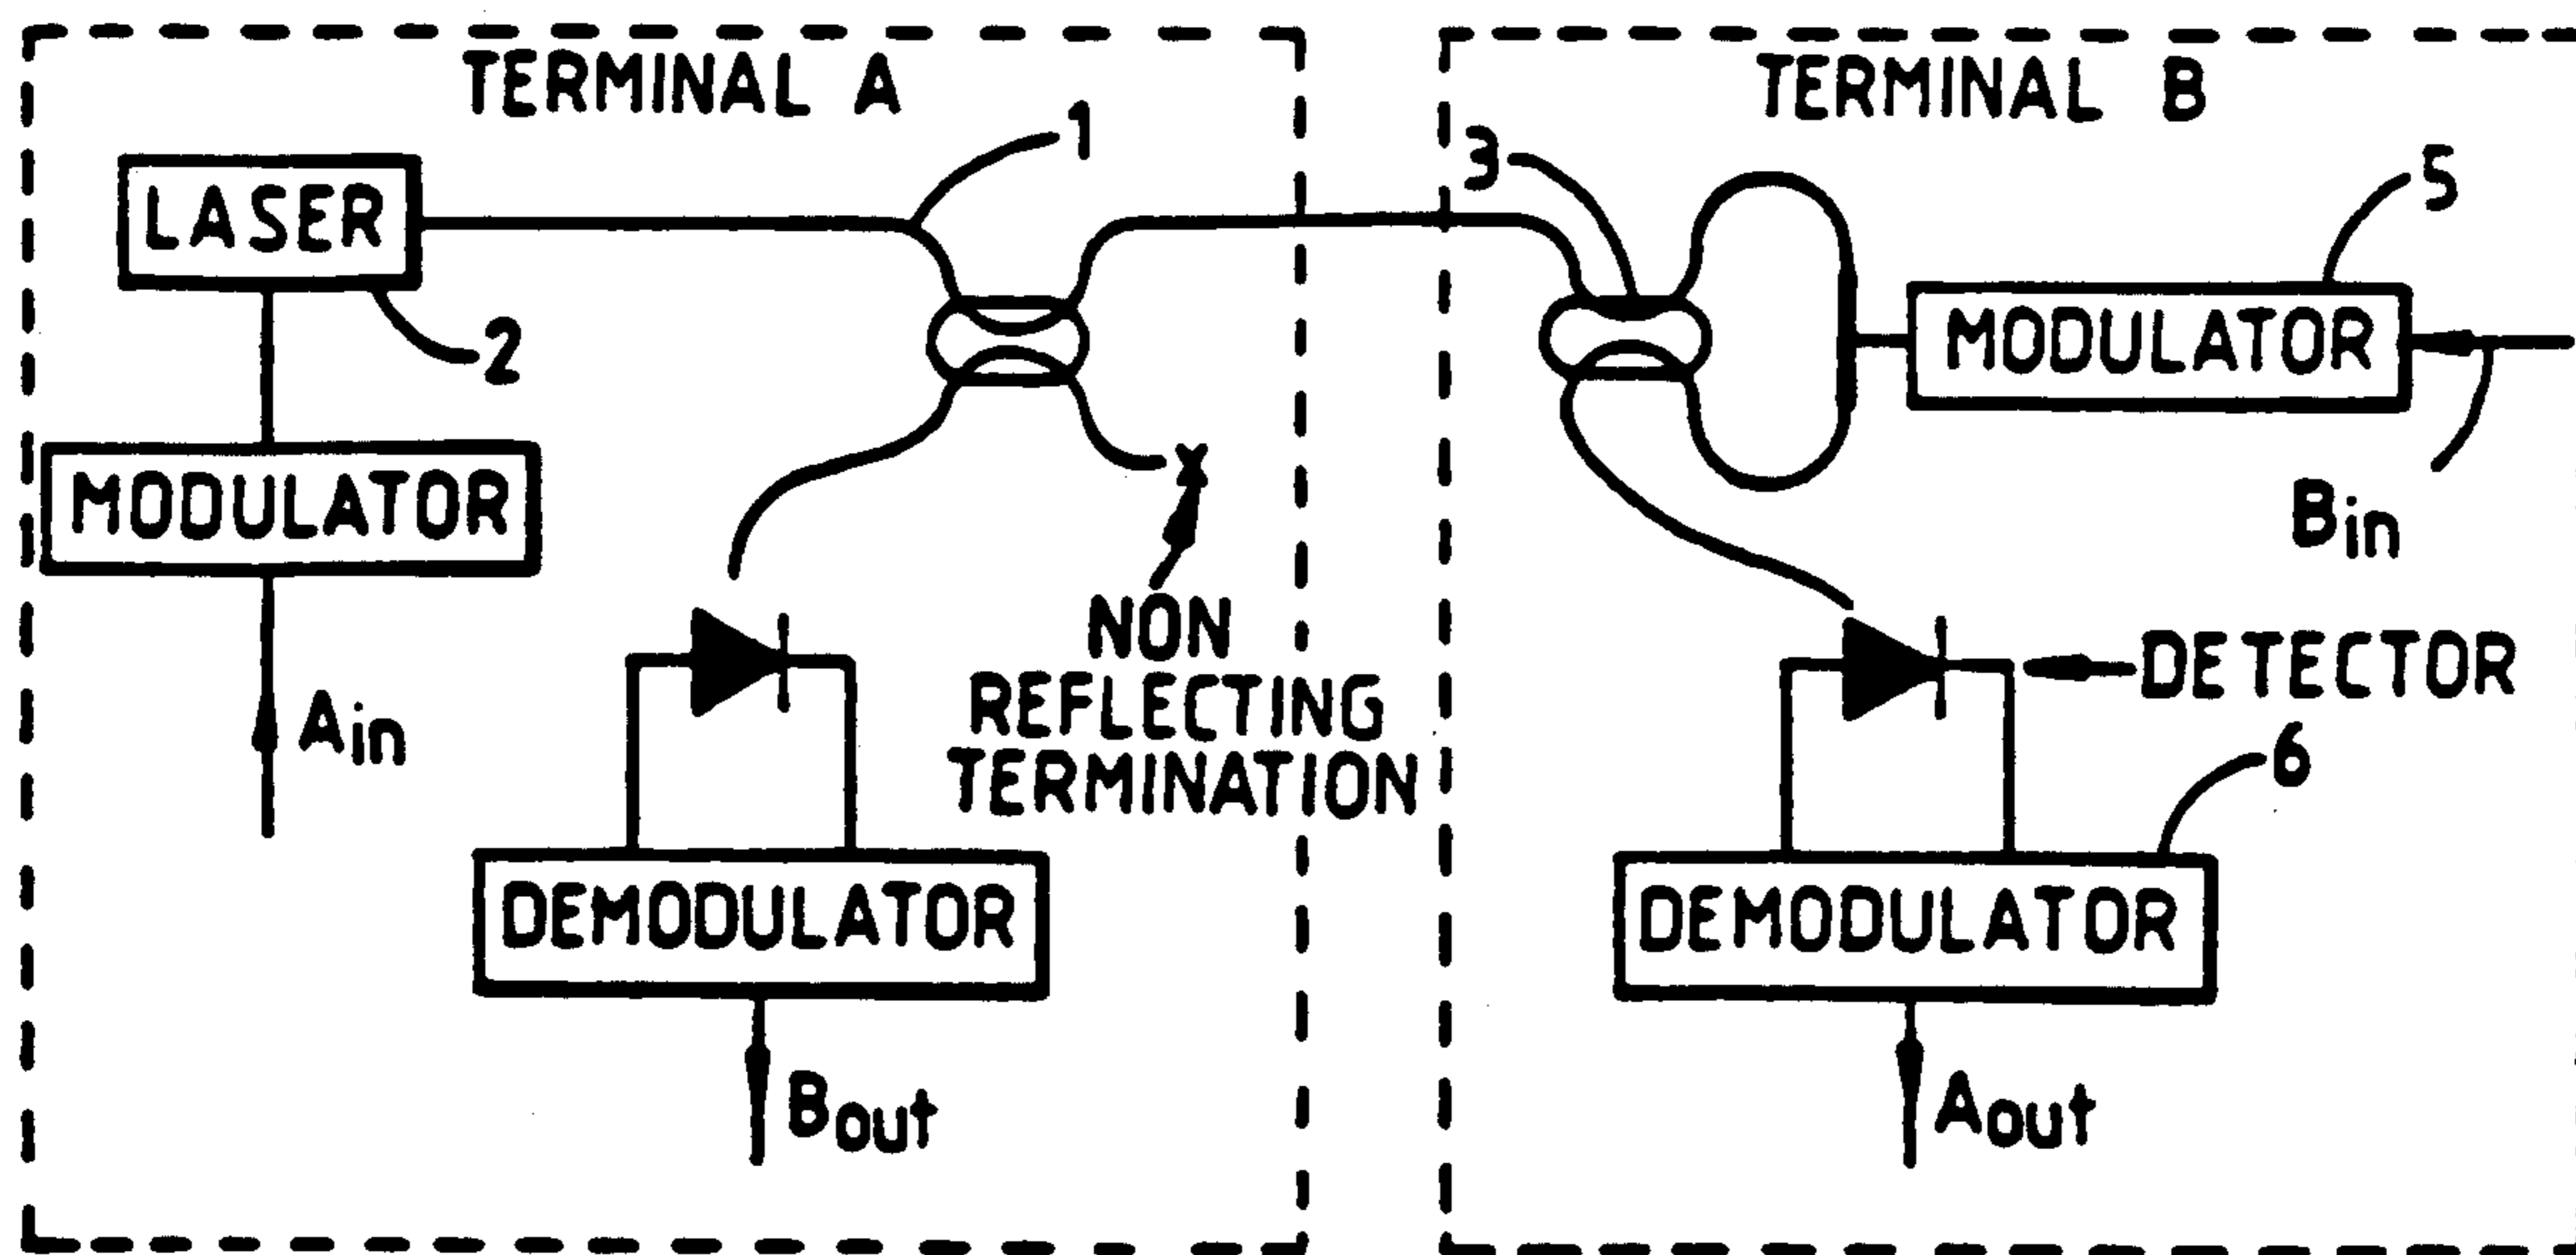 TERMINAL A
1
LASER
2
MODULATOR
Ain
NON
REFLECTING
TERMINATION
DEMODULATOR
Bout
TERMINAL B
3
5
MODULATOR
Bin
DETECTOR
6
DEMODULATOR
Aout